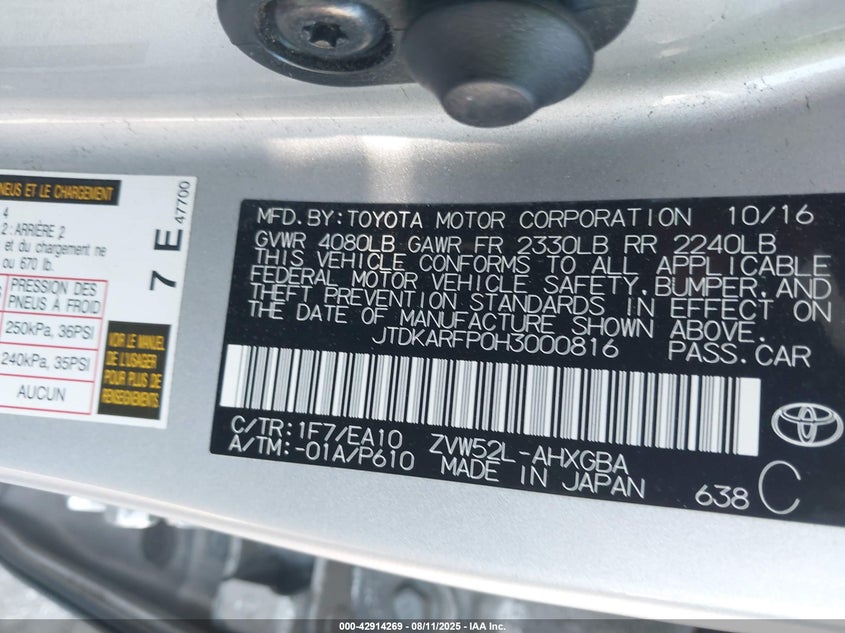 PNEUS ET LE CHARGEMENT
4
2 : ARRIÈRE 2
et du chargement ne
ou 670 lb.
PRESSION DES
PNEUS À FROID
250kPa, 36PSI
240kPa, 35PSI
AUCUN
VOIR LE MANUEL
DE L'USAGER
POUR PLUS DE
RENSEIGNEMENTS
7 E 47700
MFD. BY: TOYOTA MOTOR CORPORATION 10/16
GVWR 4080LB GAWR FR 2330LB RR 2240LB
THIS VEHICLE CONFORMS TO ALL APPLICABLE
FEDERAL MOTOR VEHICLE SAFETY, BUMPER, AND
THEFT PREVENTION STANDARDS IN EFFECT ON
THE DATE OF MANUFACTURE SHOWN ABOVE.
JTDKARFP0H3000816 PASS. CAR
C/TR: 1F7/EA10 ZVW52L-AHXGBA
A/TM: -01A/P610 MADE IN JAPAN
638 C
000-42914269 - 08/11/2025 - IAA Inc.